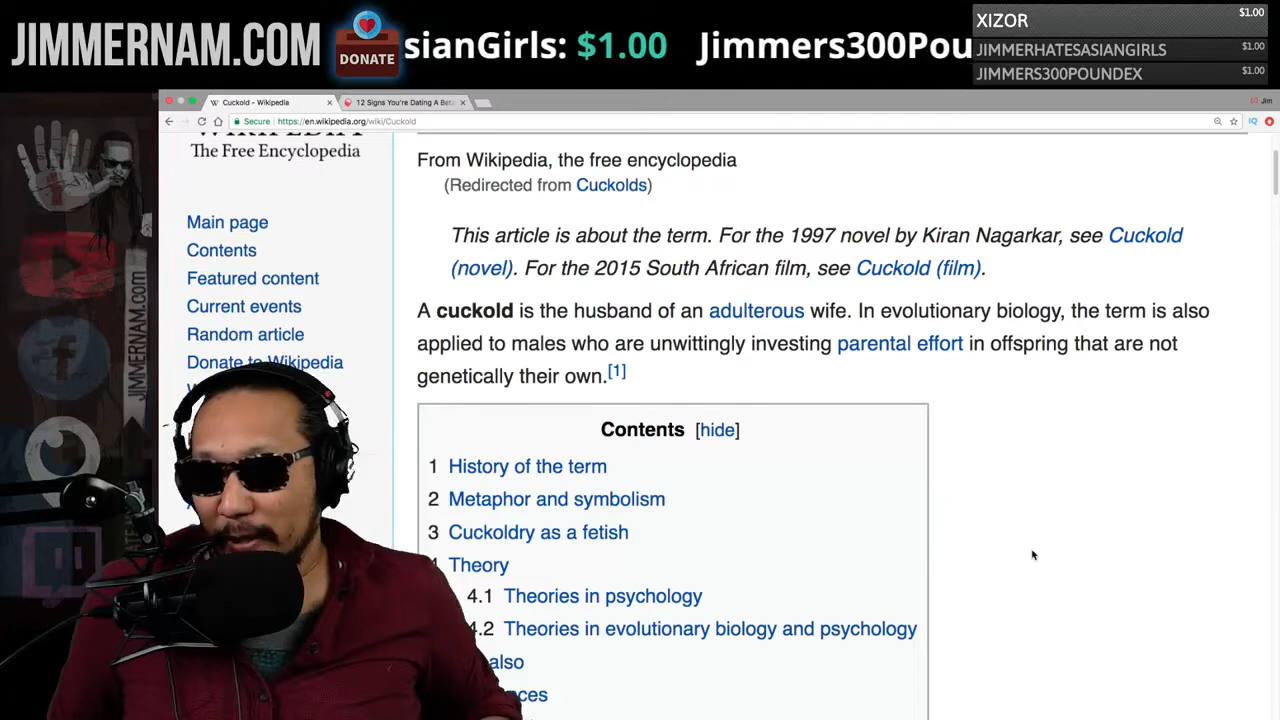 JIMMERNAM.COM
DONATE
sianGirls: $1.00 Jimmers300Pou
XIZOR $1.00
JIMMERHATESASIANGIRLS $1.00
JIMMERS300POUNDEX $1.00
Cuckold - Wikipedia
12 Signs You're Dating A Beta
Jim
Secure https://en.wikipedia.org/wiki/Cuckold
The Free Encyclopedia
Main page
Contents
Featured content
Current events
Random article
Donate to Wikipedia
From Wikipedia, the free encyclopedia
(Redirected from Cuckolds)
This article is about the term. For the 1997 novel by Kiran Nagarkar, see Cuckold
(novel). For the 2015 South African film, see Cuckold (film).
A cuckold is the husband of an adulterous wife. In evolutionary biology, the term is also
applied to males who are unwittingly investing parental effort in offspring that are not
genetically their own.[1]
Contents [hide]
1 History of the term
2 Metaphor and symbolism
3 Cuckoldry as a fetish
Theory
4.1 Theories in psychology
4.2 Theories in evolutionary biology and psychology
also
nces
JIMMERNAM.com